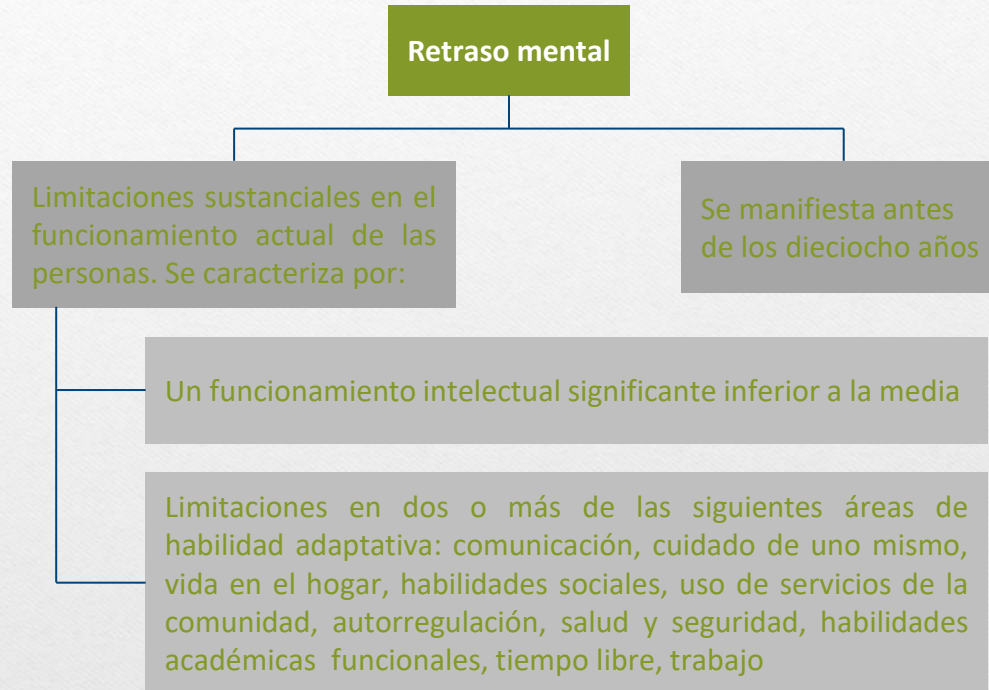 Retraso mental
Limitaciones sustanciales en el
funcionamiento actual de las
personas. Se caracteriza por:
Se manifiesta antes
de los dieciocho años
Un funcionamiento intelectual significante inferior a la media
Limitaciones en dos o más de las siguientes áreas de
habilidad adaptativa: comunicación, cuidado de uno mismo,
vida en el hogar, habilidades sociales, uso de servicios de la
comunidad, autorregulación, salud y seguridad, habilidades
académicas funcionales, tiempo libre, trabajo